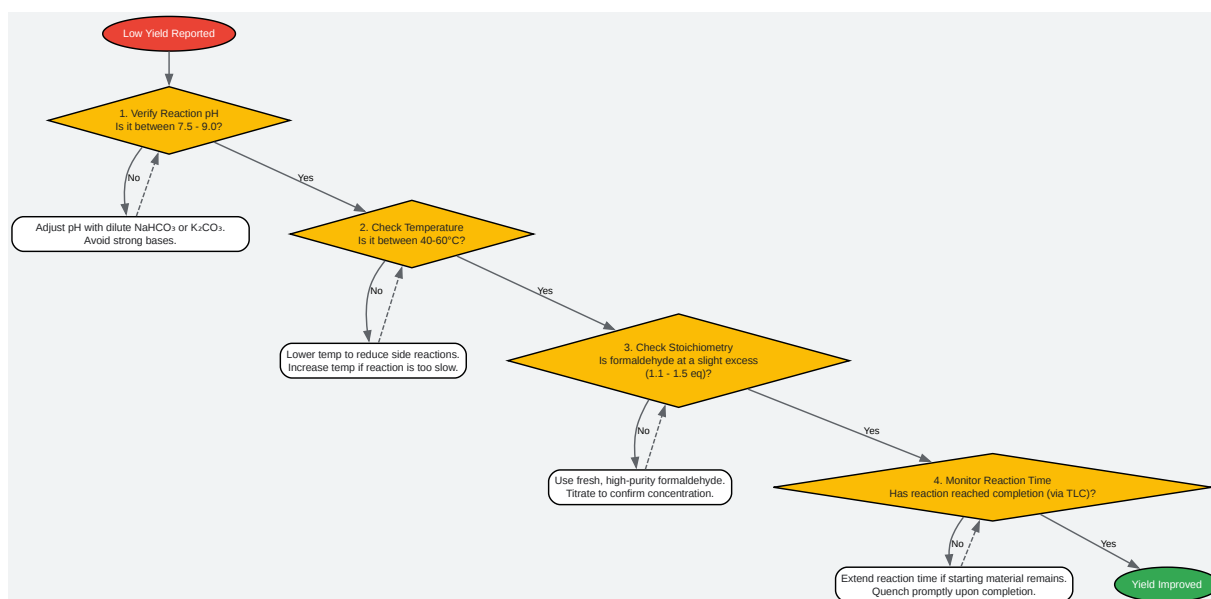 Low Yield Reported
1. Verify Reaction pH
Is it between 7.5 - 9.0?
No
Yes
Adjust pH with dilute NaHCO₃ or K₂CO₃.
Avoid strong bases.
2. Check Temperature
Is it between 40-60°C?
No
Yes
Lower temp to reduce side reactions.
Increase temp if reaction is too slow.
3. Check Stoichiometry
Is formaldehyde at a slight excess
(1.1 - 1.5 eq)?
No
Yes
Use fresh, high-purity formaldehyde.
Titrate to confirm concentration.
4. Monitor Reaction Time
Has reaction reached completion (via TLC)?
No
Yes
Extend reaction time if starting material remains.
Quench promptly upon completion.
Yield Improved